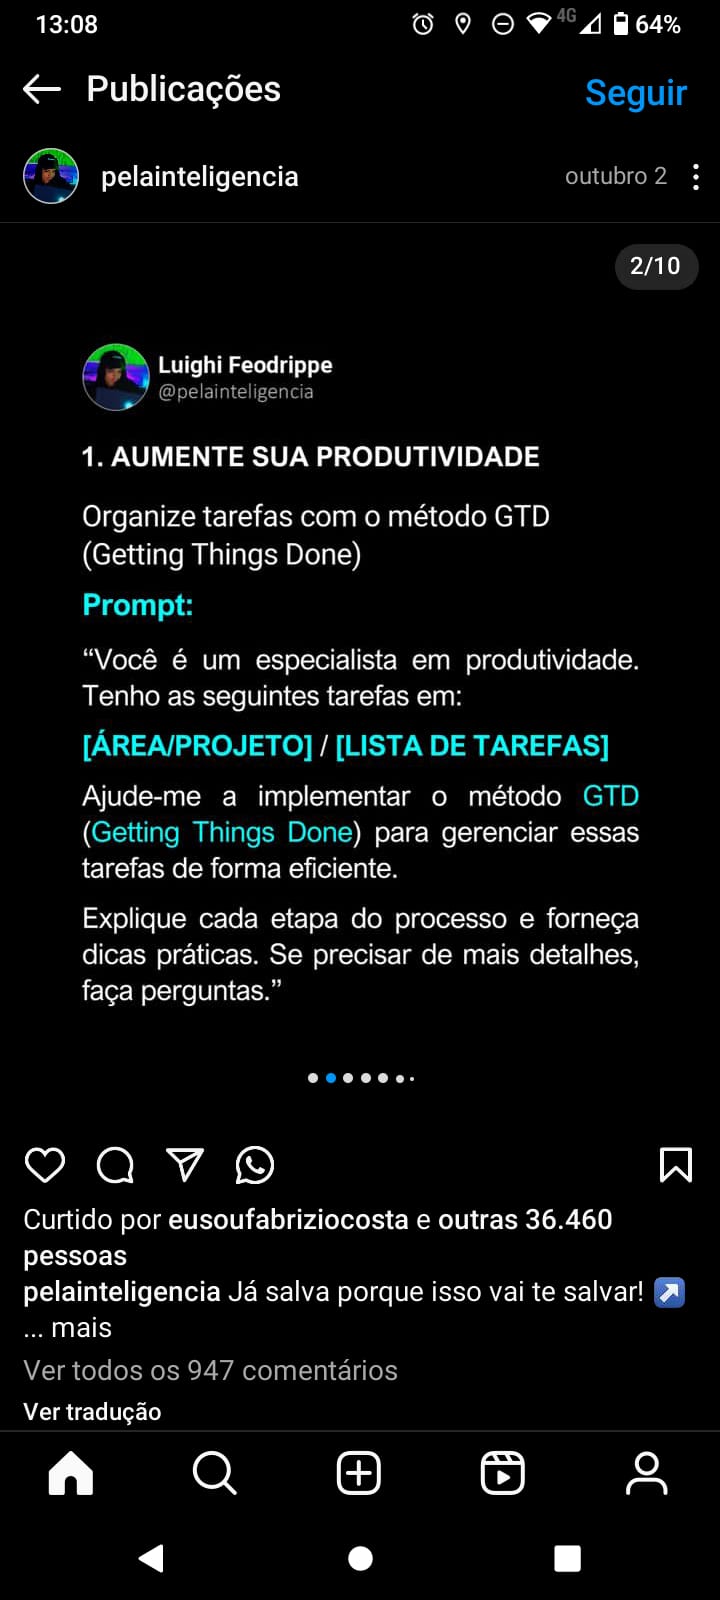 13:08
4G
64%
Publicações
Seguir
pelainteligencia
outubro 2
2/10
Luighi Feodrippe
@pelainteligencia
1. AUMENTE SUA PRODUTIVIDADE
Organize tarefas com o método GTD
(Getting Things Done)
Prompt:
“Você é um especialista em produtividade.
Tenho as seguintes tarefas em:
[ÁREA/PROJETO] / [LISTA DE TAREFAS]
Ajude-me a implementar o método GTD
(Getting Things Done) para gerenciar essas
tarefas de forma eficiente.
Explique cada etapa do processo e forneça
dicas práticas. Se precisar de mais detalhes,
faça perguntas.”
Curtido por eusoufabriziocosta e outras 36.460
pessoas
pelainteligencia Já salva porque isso vai te salvar! ↗️
... mais
Ver todos os 947 comentários
Ver tradução